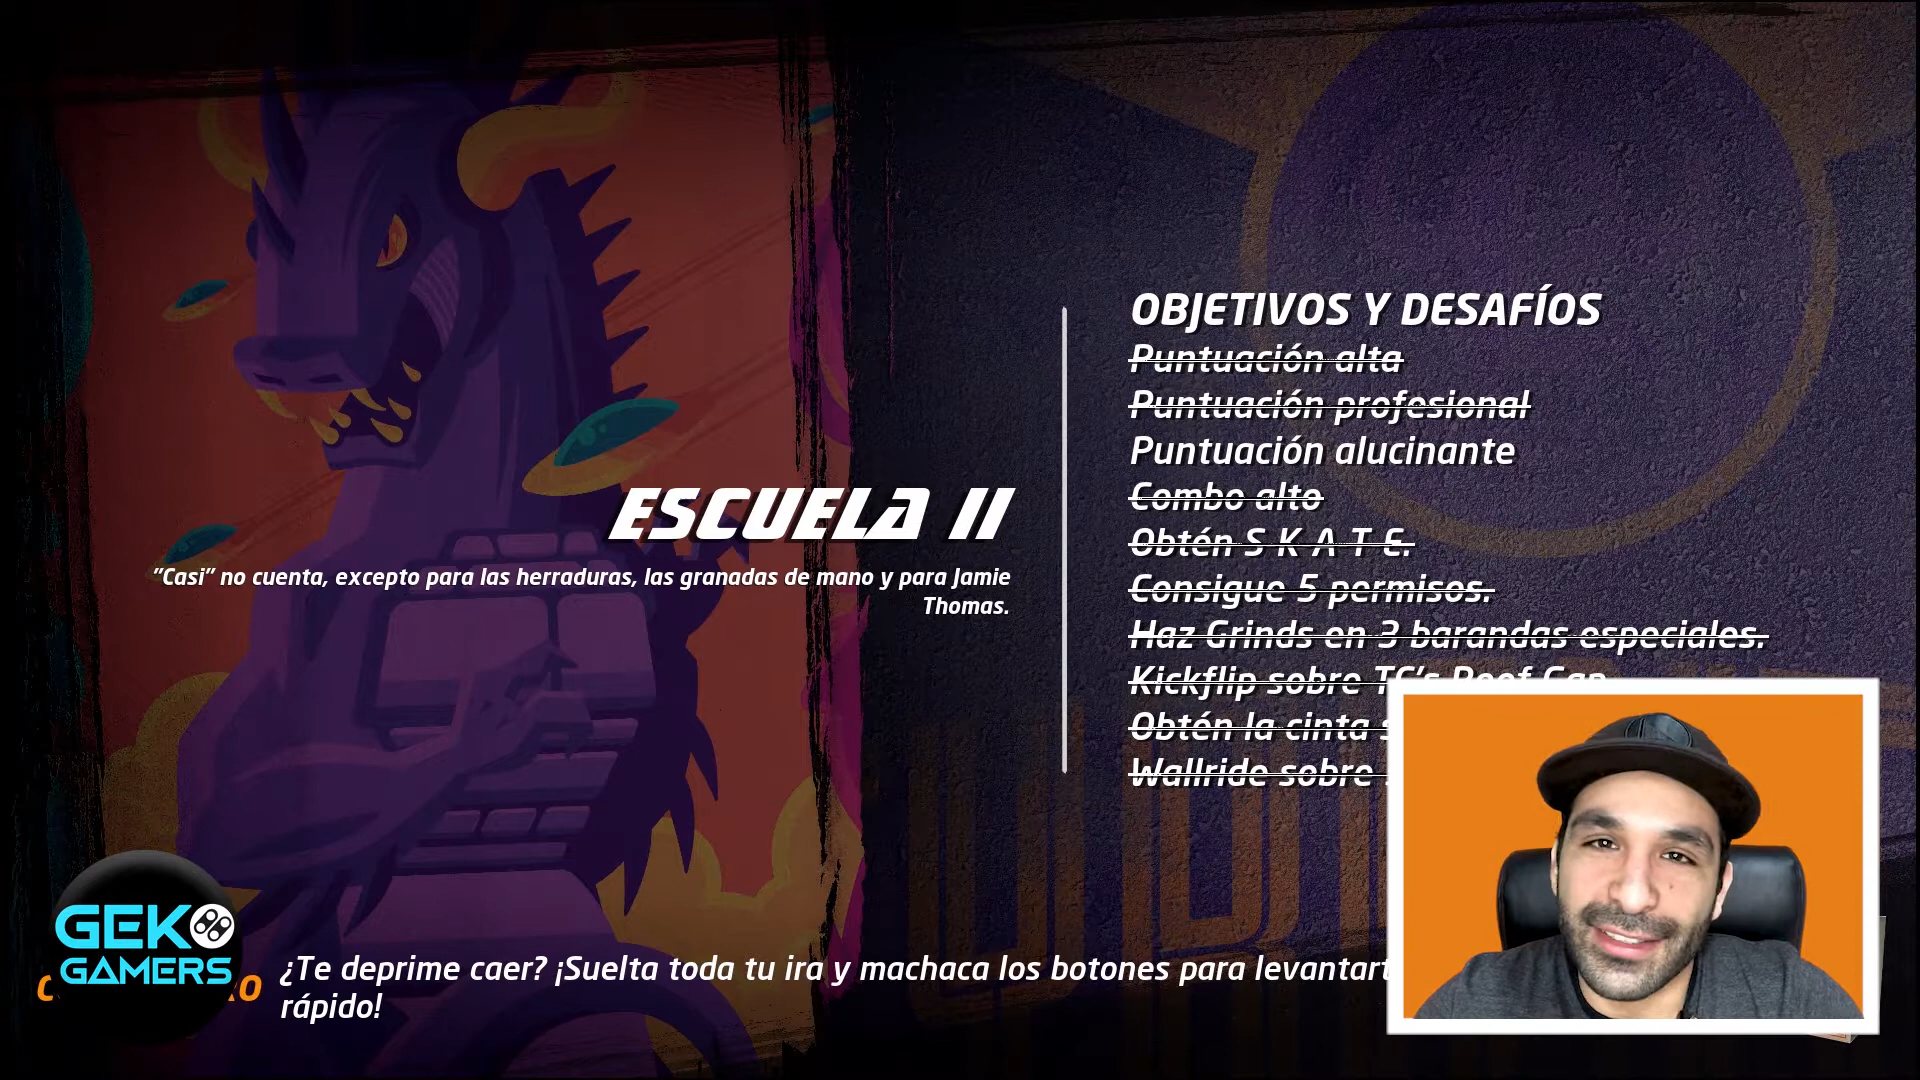 OBJETIVOS Y DESAFÍOS
Puntuación alta
Puntuación profesional
Puntuación alucinante
Combo alto
Obtén S-K-A-T-E.
Consigue 5 permisos.
Haz Grinds en 3 barandas especiales.
Kickflip sobre TC's Roof Gap
Obtén la cinta
Wallride sobre
ESCUELA II
"Casi" no cuenta, excepto para las herraduras, las granadas de mano y para Jamie
Thomas.
GEKO
GAMERS
¿Te deprime caer? ¡Suelta toda tu ira y machaca los botones para
rápido!